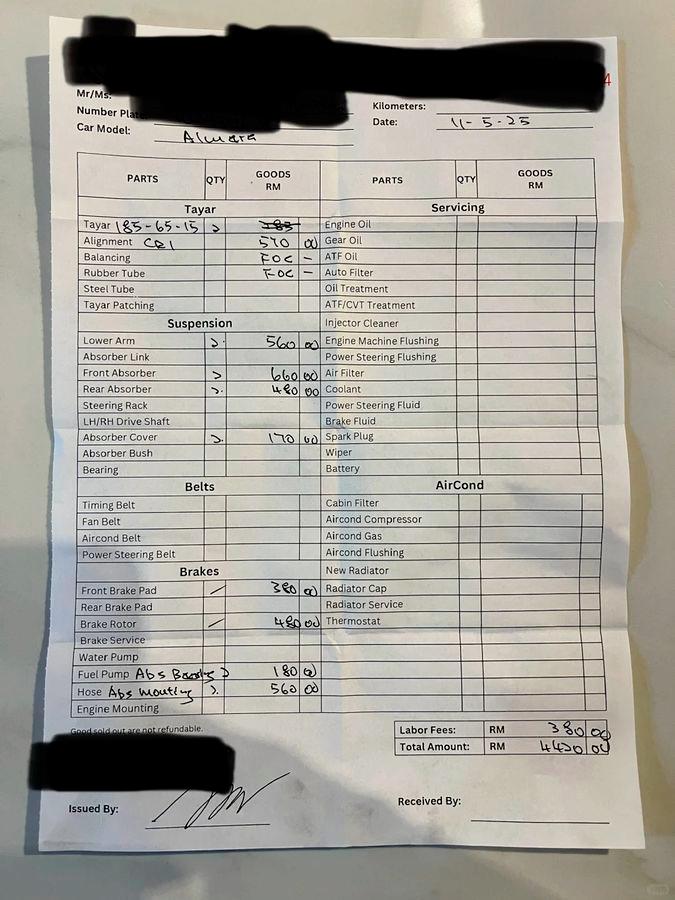 Mr/Ms:
Kilometers:
Number Plate
Date: 11-5-25
Car Model: Almera
PARTS QTY GOODS RM PARTS QTY GOODS RM
Tayar Servicing
Tayar 185-65-15 2 Engine Oil
Alignment 570 00 Gear Oil
Balancing FOC - ATF Oil
Rubber Tube FOC - Auto Filter
Steel Tube Oil Treatment
Tayar Patching ATF/CVT Treatment
Suspension Injector Cleaner
Lower Arm 2 560 00 Engine Machine Flushing
Absorber Link Power Steering Flushing
Front Absorber 2 660 00 Air Filter
Rear Absorber 2 480 00 Coolant
Steering Rack Power Steering Fluid
LH/RH Drive Shaft Brake Fluid
Absorber Cover 2 170 00 Spark Plug
Absorber Bush Wiper
Bearing Battery
Belts AirCond
Timing Belt Cabin Filter
Fan Belt Aircond Compressor
Aircond Belt Aircond Gas
Power Steering Belt Aircond Flushing
Brakes New Radiator
Front Brake Pad / 380 00 Radiator Cap
Rear Brake Pad Radiator Service
Brake Rotor / 480 00 Thermostat
Brake Service
Water Pump
Fuel Pump Abs 2 180 00
Hose Abs Mounting 2 560 00
Engine Mounting
Good sold out are not refundable.
Labor Fees: RM 380 00
Total Amount: RM 4420 00
Issued By:
Received By: